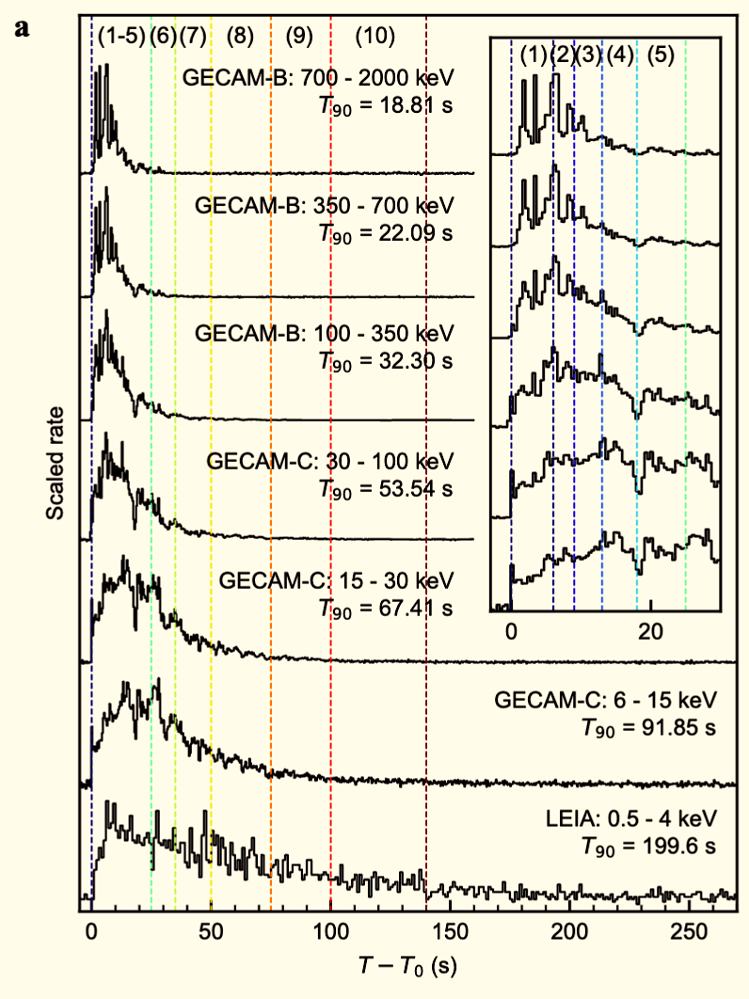 a
(1-5) (6) (7) (8) (9) (10)
GECAM-B: 700 - 2000 keV
T90 = 18.81 s
GECAM-B: 350 - 700 keV
T90 = 22.09 s
GECAM-B: 100 - 350 keV
T90 = 32.30 s
GECAM-C: 30 - 100 keV
T90 = 53.54 s
GECAM-C: 15 - 30 keV
T90 = 67.41 s
GECAM-C: 6 - 15 keV
T90 = 91.85 s
LEIA: 0.5 - 4 keV
T90 = 199.6 s
(1) (2) (3) (4) (5)
0 20
Scaled rate
0 50 100 150 200 250
T − T0 (s)